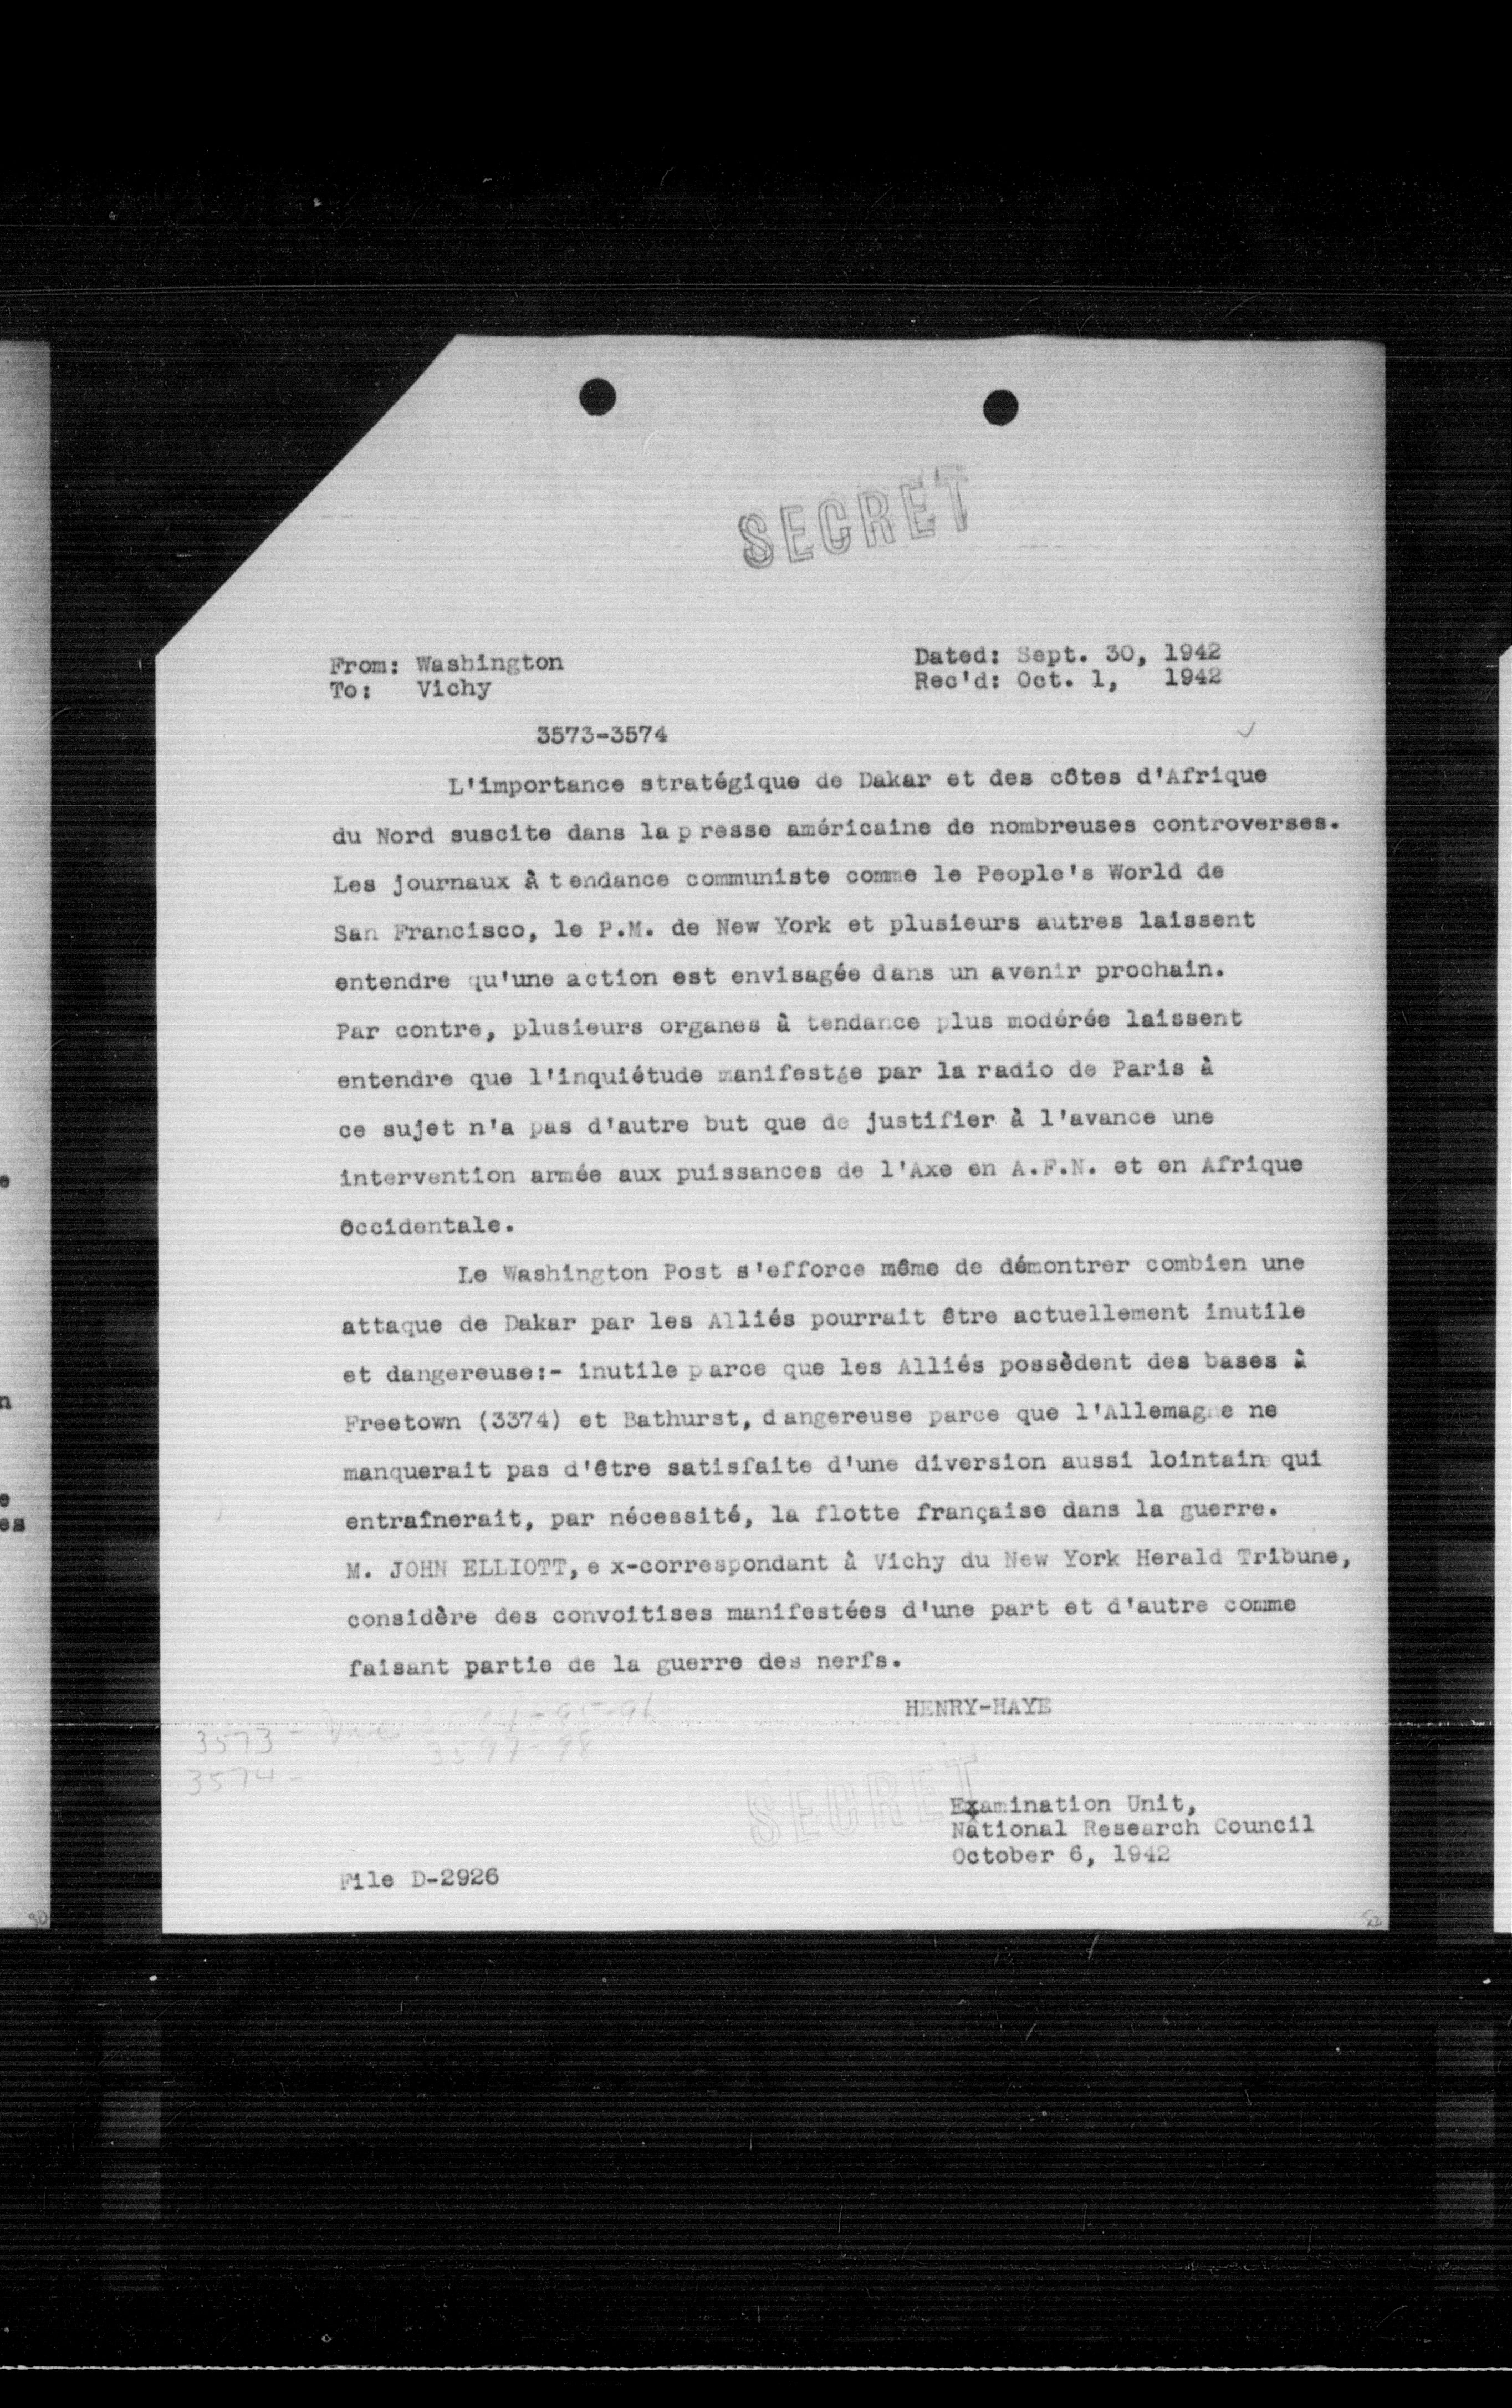 SECRET
From: Washington
To: Vichy
Dated: Sept. 30, 1942
Rec'd: Oct. 1, 1942
3573-3574
L'importance stratégique de Dakar et des côtes d'Afrique
du Nord suscite dans la presse américaine de nombreuses controverses.
Les journaux à tendance communiste comme le People's World de
San Francisco, le P.M. de New York et plusieurs autres laissent
entendre qu'une action est envisagée dans un avenir prochain.
Par contre, plusieurs organes à tendance plus modérée laissent
entendre que l'inquiétude manifestée par la radio de Paris à
ce sujet n'a pas d'autre but que de justifier à l'avance une
intervention armée aux puissances de l'Axe en A.F.N. et en Afrique
Occidentale.
Le Washington Post s'efforce même de démontrer combien une
attaque de Dakar par les Alliés pourrait être actuellement inutile
et dangereuse:- inutile parce que les Alliés possèdent des bases à
Freetown (3374) et Bathurst, dangereuse parce que l'Allemagne ne
manquerait pas d'être satisfaite d'une diversion aussi lointaine qui
entraînerait, par nécessité, la flotte française dans la guerre.
M. JOHN ELLIOTT, ex-correspondant à Vichy du New York Herald Tribune,
considère des convoitises manifestées d'une part et d'autre comme
faisant partie de la guerre des nerfs.
HENRY-HAYE
3573 -
3574 - " 3597-98
SECRET
Examination Unit,
National Research Council
October 6, 1942
File D-2926